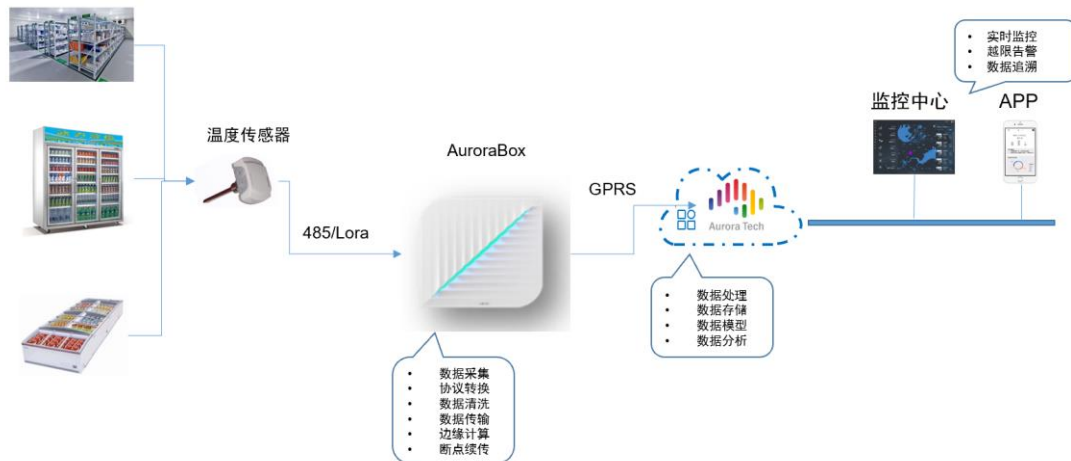 实时监控
越限告警
数据追溯
监控中心
APP
温度传感器
AuroraBox
GPRS
Aurora Tech
485/Lora
数据处理
数据存储
数据模型
数据分析
数据采集
协议转换
数据清洗
数据传输
边缘计算
断点续传